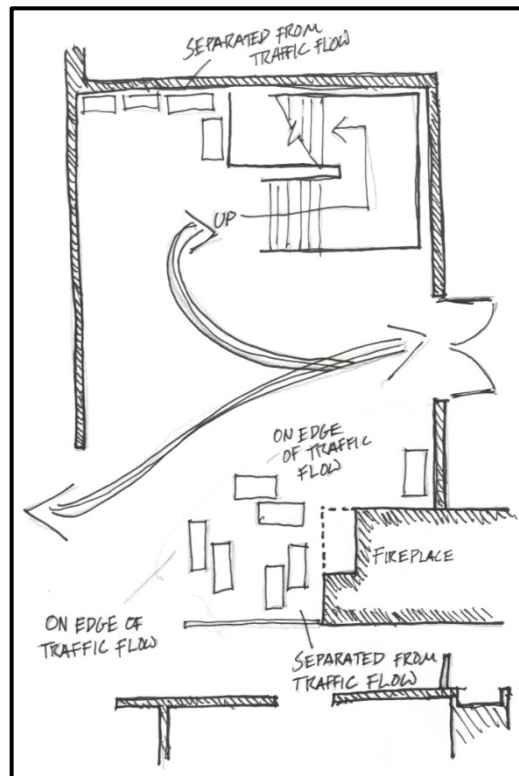 SEPARATED FROM
TRAFFIC FLOW
UP
ON EDGE
OF TRAFFIC
FLOW
FIREPLACE
ON EDGE OF
TRAFFIC FLOW
SEPARATED FROM
TRAFFIC FLOW